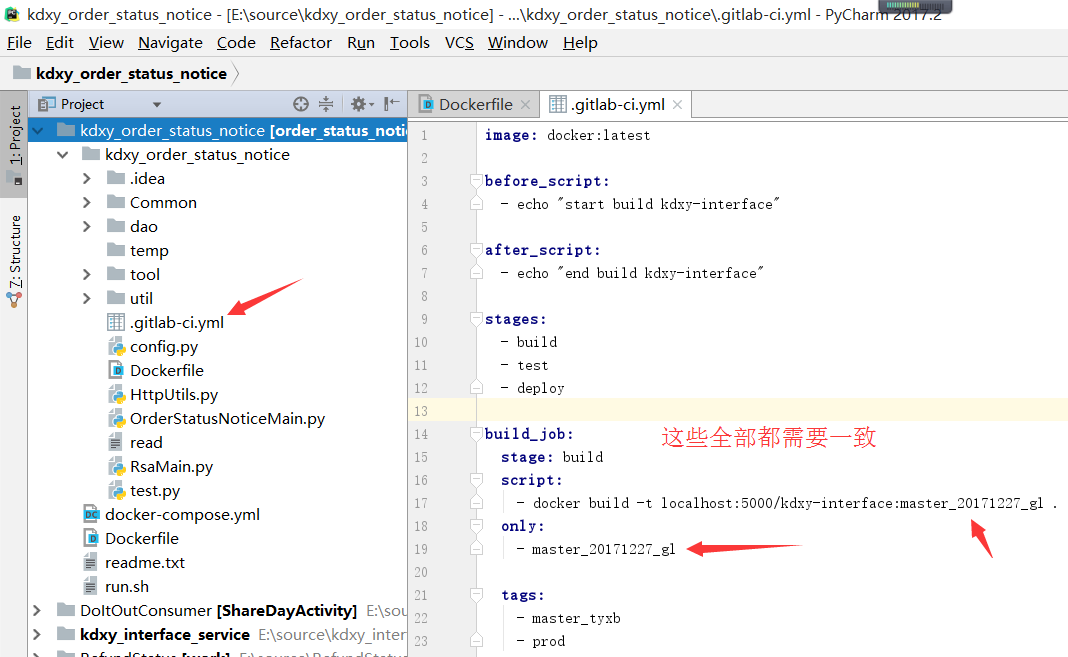 kdxy_order_status_notice - [E:\source\kdxy_order_status_notice] - ...\kdxy_order_status_notice\.gitlab-ci.yml - PyCharm 2017.2
File Edit View Navigate Code Refactor Run Tools VCS Window Help
kdxy_order_status_notice
1: Project
Z: Structure
Project
kdxy_order_status_notice [order_status_noti
kdxy_order_status_notice
.idea
Common
dao
temp
tool
util
.gitlab-ci.yml
config.py
Dockerfile
HttpUtils.py
OrderStatusNoticeMain.py
read
RsaMain.py
test.py
docker-compose.yml
Dockerfile
readme.txt
run.sh
DoItOutConsumer [ShareDayActivity] E:\sou
kdxy_interface_service E:\source\kdxy_inter
RefundStatus [work] E:\source\RefundStatus
Dockerfile .gitlab-ci.yml
1 image: docker:latest
2
3 before_script:
4 - echo "start build kdxy-interface"
5
6 after_script:
7 - echo "end build kdxy-interface"
8
9 stages:
10 - build
11 - test
12 - deploy
13
14 build_job:
这些全部都需要一致
15 stage: build
16 script:
17 - docker build -t localhost:5000/kdxy-interface:master_20171227_gl .
18 only:
19 - master_20171227_gl
20
21 tags:
22 - master_tyxb
23 - prod